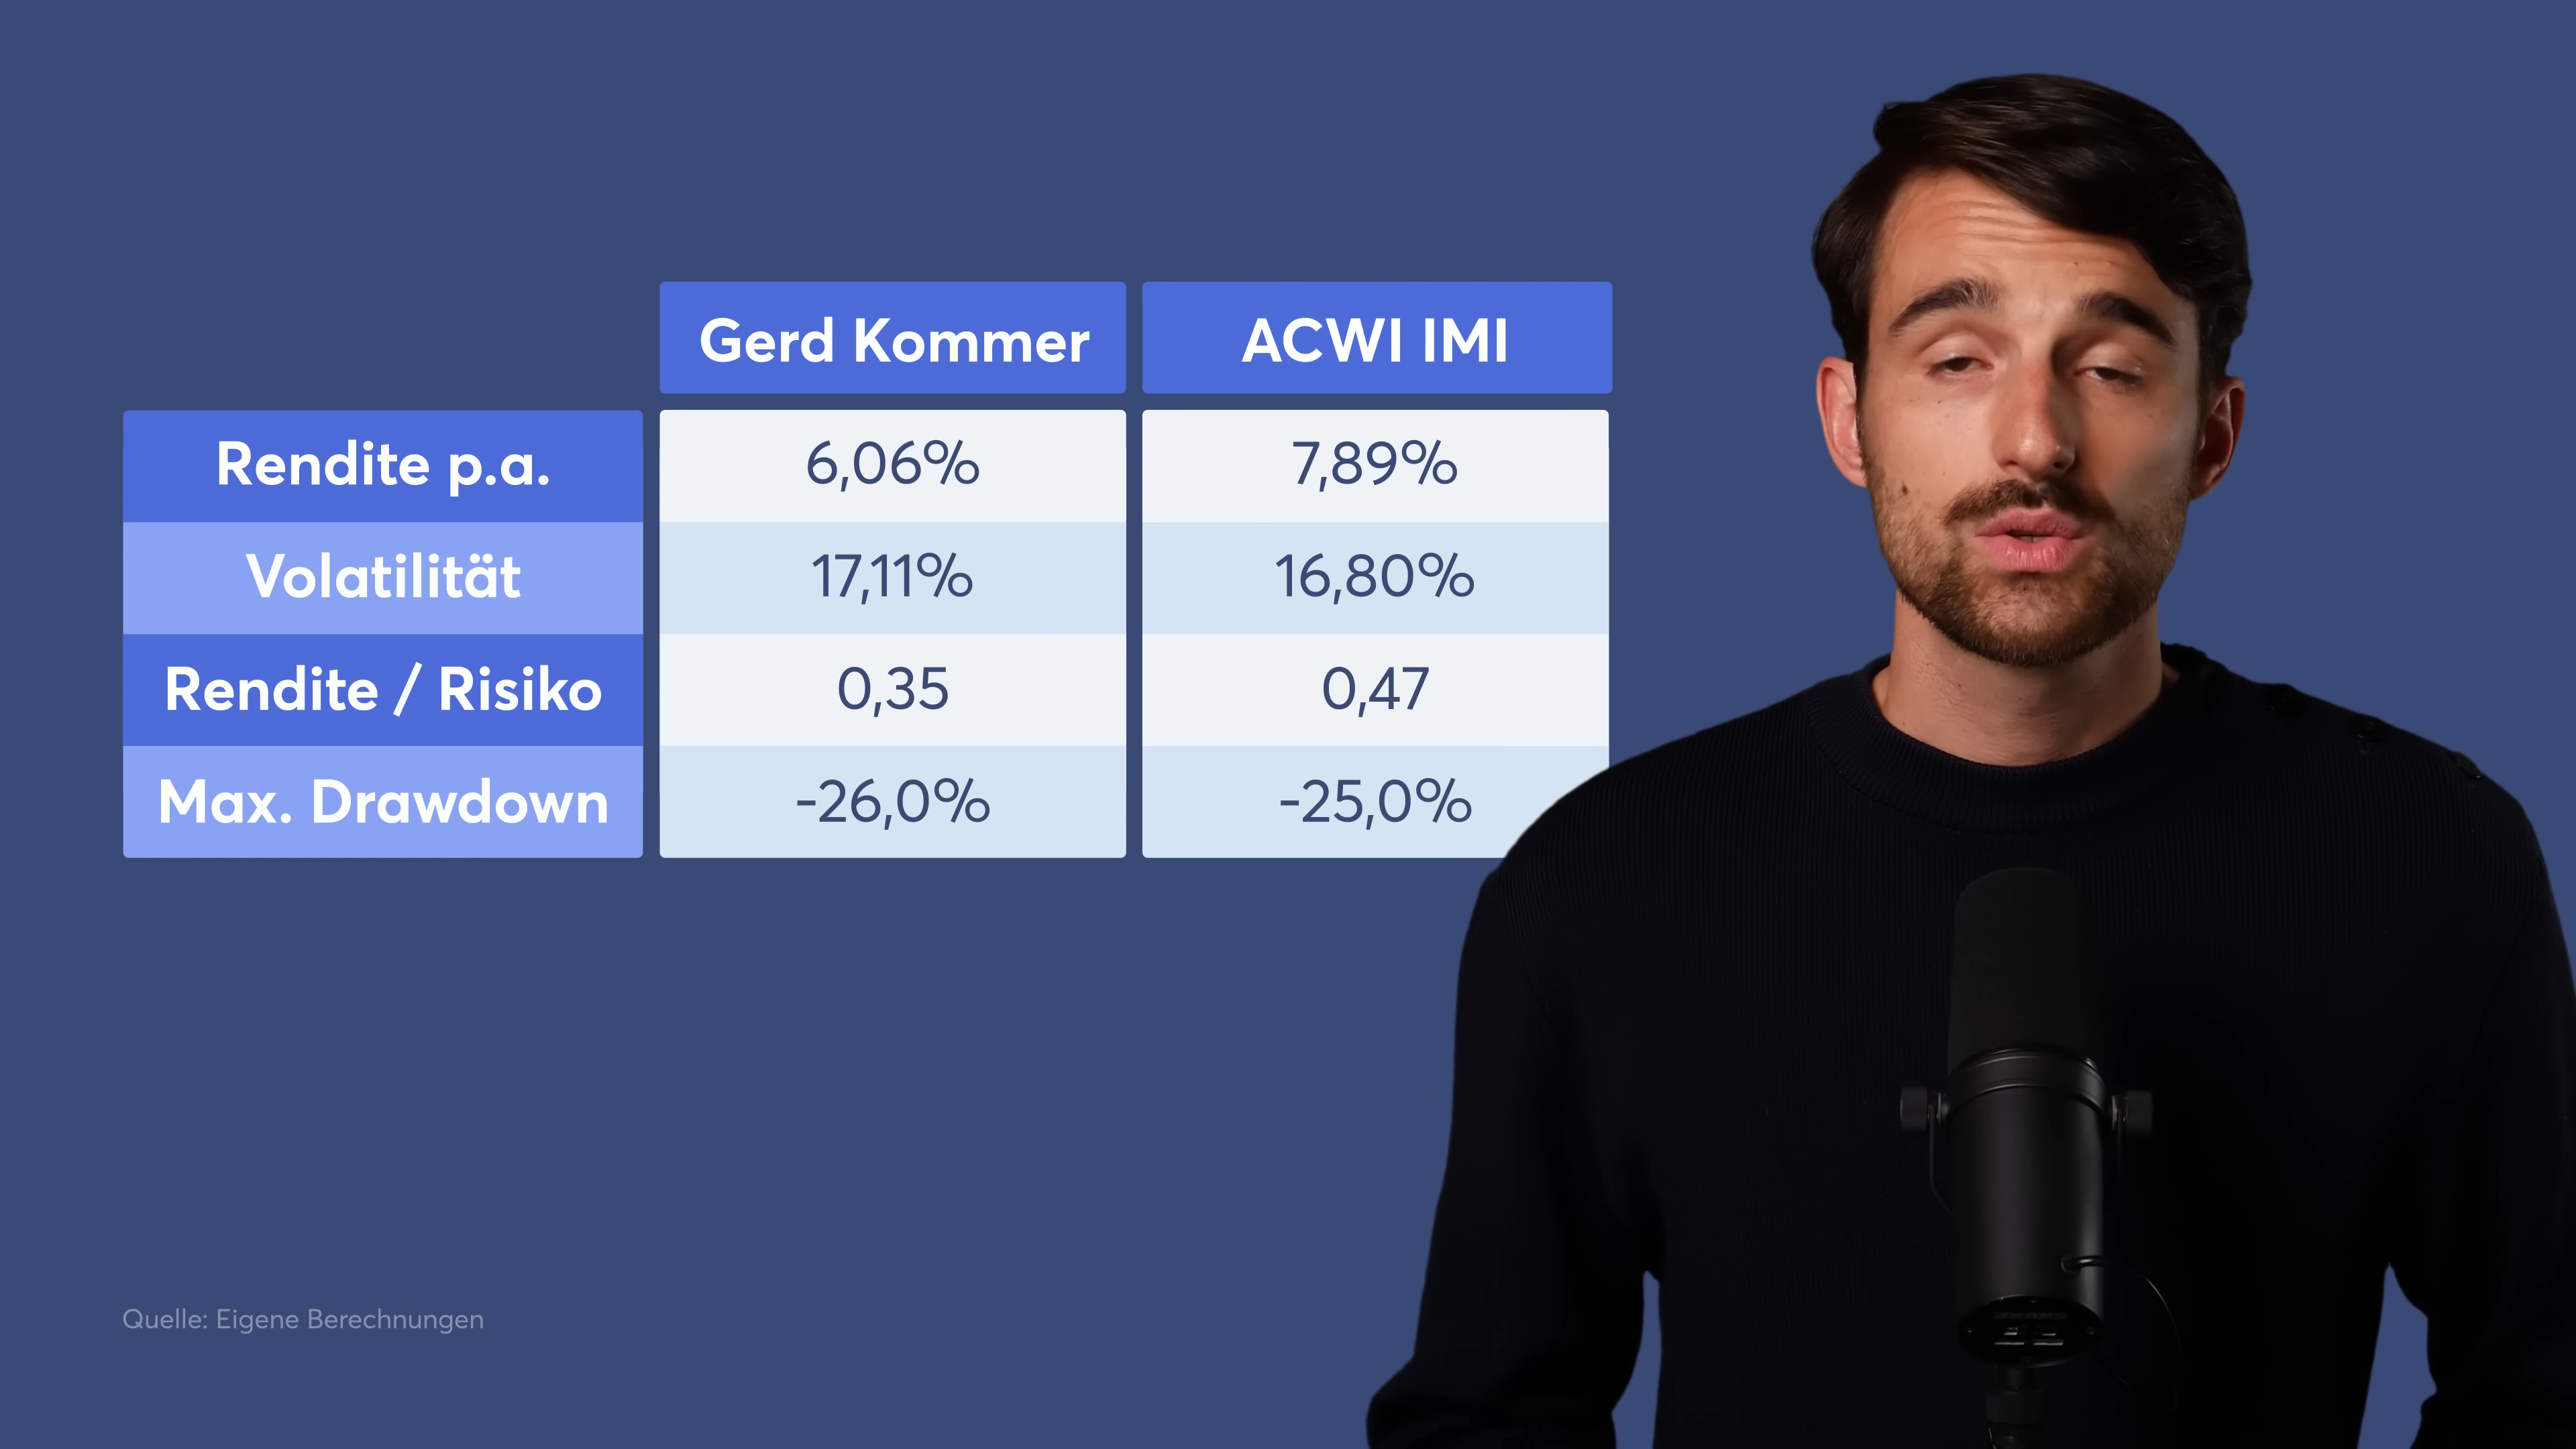 Gerd Kommer ACWI IMI
Rendite p.a. 6,06% 7,89%
Volatilität 17,11% 16,80%
Rendite / Risiko 0,35 0,47
Max. Drawdown -26,0% -25,0%
Quelle: Eigene Berechnungen